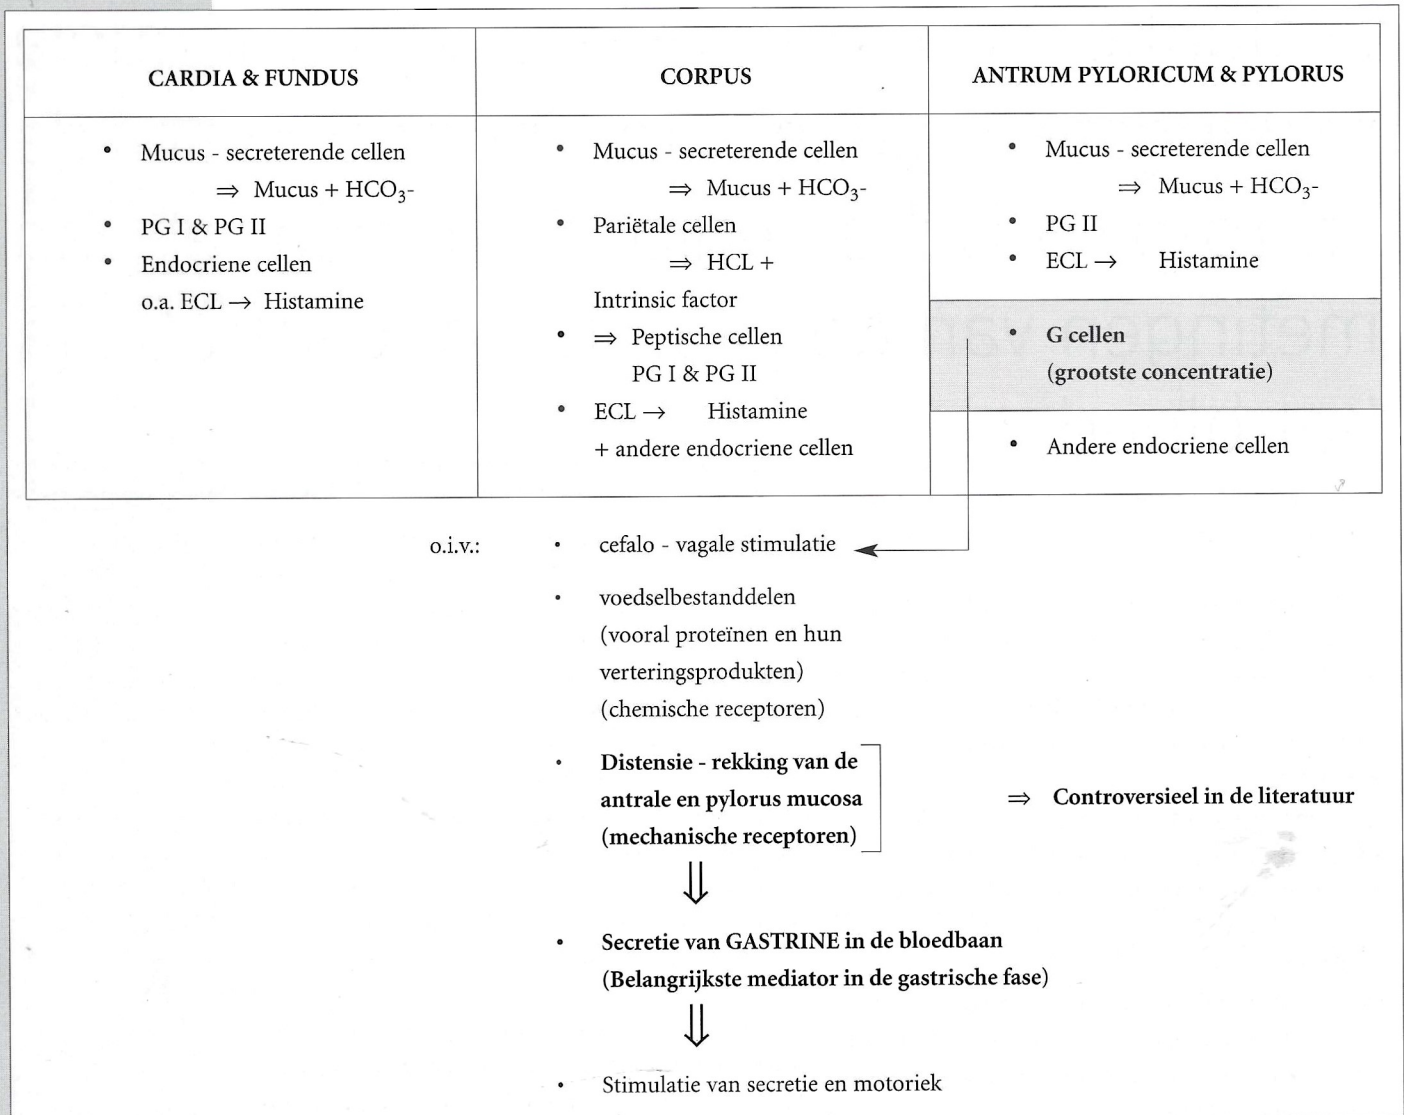 CARDIA & FUNDUS
Mucus - secreterende cellen
⇒ Mucus + HCO3-
PG I & PG II
Endocriene cellen
o.a. ECL → Histamine
CORPUS
Mucus - secreterende cellen
⇒ Mucus + HCO3-
Pariëtale cellen
⇒ HCL +
Intrinsic factor
⇒ Peptische cellen
PG I & PG II
ECL → Histamine
+ andere endocriene cellen
ANTRUM PYLORICUM & PYLORUS
Mucus - secreterende cellen
⇒ Mucus + HCO3-
PG II
ECL → Histamine
G cellen
(grootste concentratie)
Andere endocriene cellen
o.i.v.: • cefalo - vagale stimulatie
• voedselbestanddelen
(vooral proteïnen en hun
verteringsprodukten)
(chemische receptoren)
• Distensie - rekking van de
antrale en pylorus mucosa
(mechanische receptoren)
⇒ Controversieel in de literatuur
• Secretie van GASTRINE in de bloedbaan
(Belangrijkste mediator in de gastrische fase)
• Stimulatie van secretie en motoriek